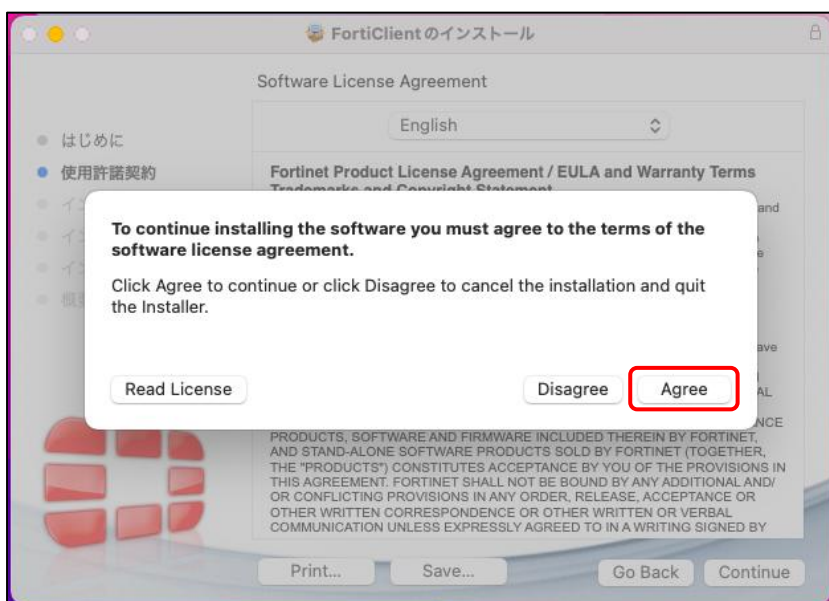 FortiClientのインストール
Software License Agreement
English
はじめに
使用許諾契約
Fortinet Product License Agreement / EULA and Warranty Terms
Trademarks and Copyright Statement
and
To continue installing the software you must agree to the terms of the
software license agreement.
Click Agree to continue or click Disagree to cancel the installation and quit
the Installer.
Read License
Disagree
Agree
PRODUCTS, SOFTWARE AND FIRMWARE INCLUDED THEREIN BY FORTINET,
AND STAND-ALONE SOFTWARE PRODUCTS SOLD BY FORTINET (TOGETHER,
THE "PRODUCTS") CONSTITUTES ACCEPTANCE BY YOU OF THE PROVISIONS IN
THIS AGREEMENT. FORTINET SHALL NOT BE BOUND BY ANY ADDITIONAL AND/
OR CONFLICTING PROVISIONS IN ANY ORDER, RELEASE, ACCEPTANCE OR
OTHER WRITTEN CORRESPONDENCE OR OTHER WRITTEN OR VERBAL
COMMUNICATION UNLESS EXPRESSLY AGREED TO IN A WRITING SIGNED BY
Print...
Save...
Go Back
Continue